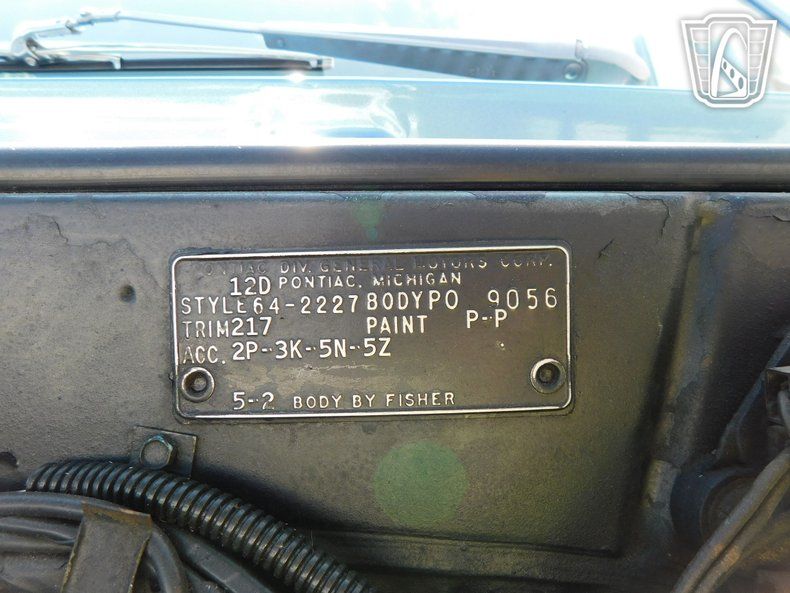 PONTIAC DIV. GENERAL MOTORS CORP.
12D PONTIAC, MICHIGAN
STYLE 64-2227 BODY PO 9056
TRIM 217 PAINT P-P
ACC. 2P-3K-5N-5Z
5-2 BODY BY FISHER